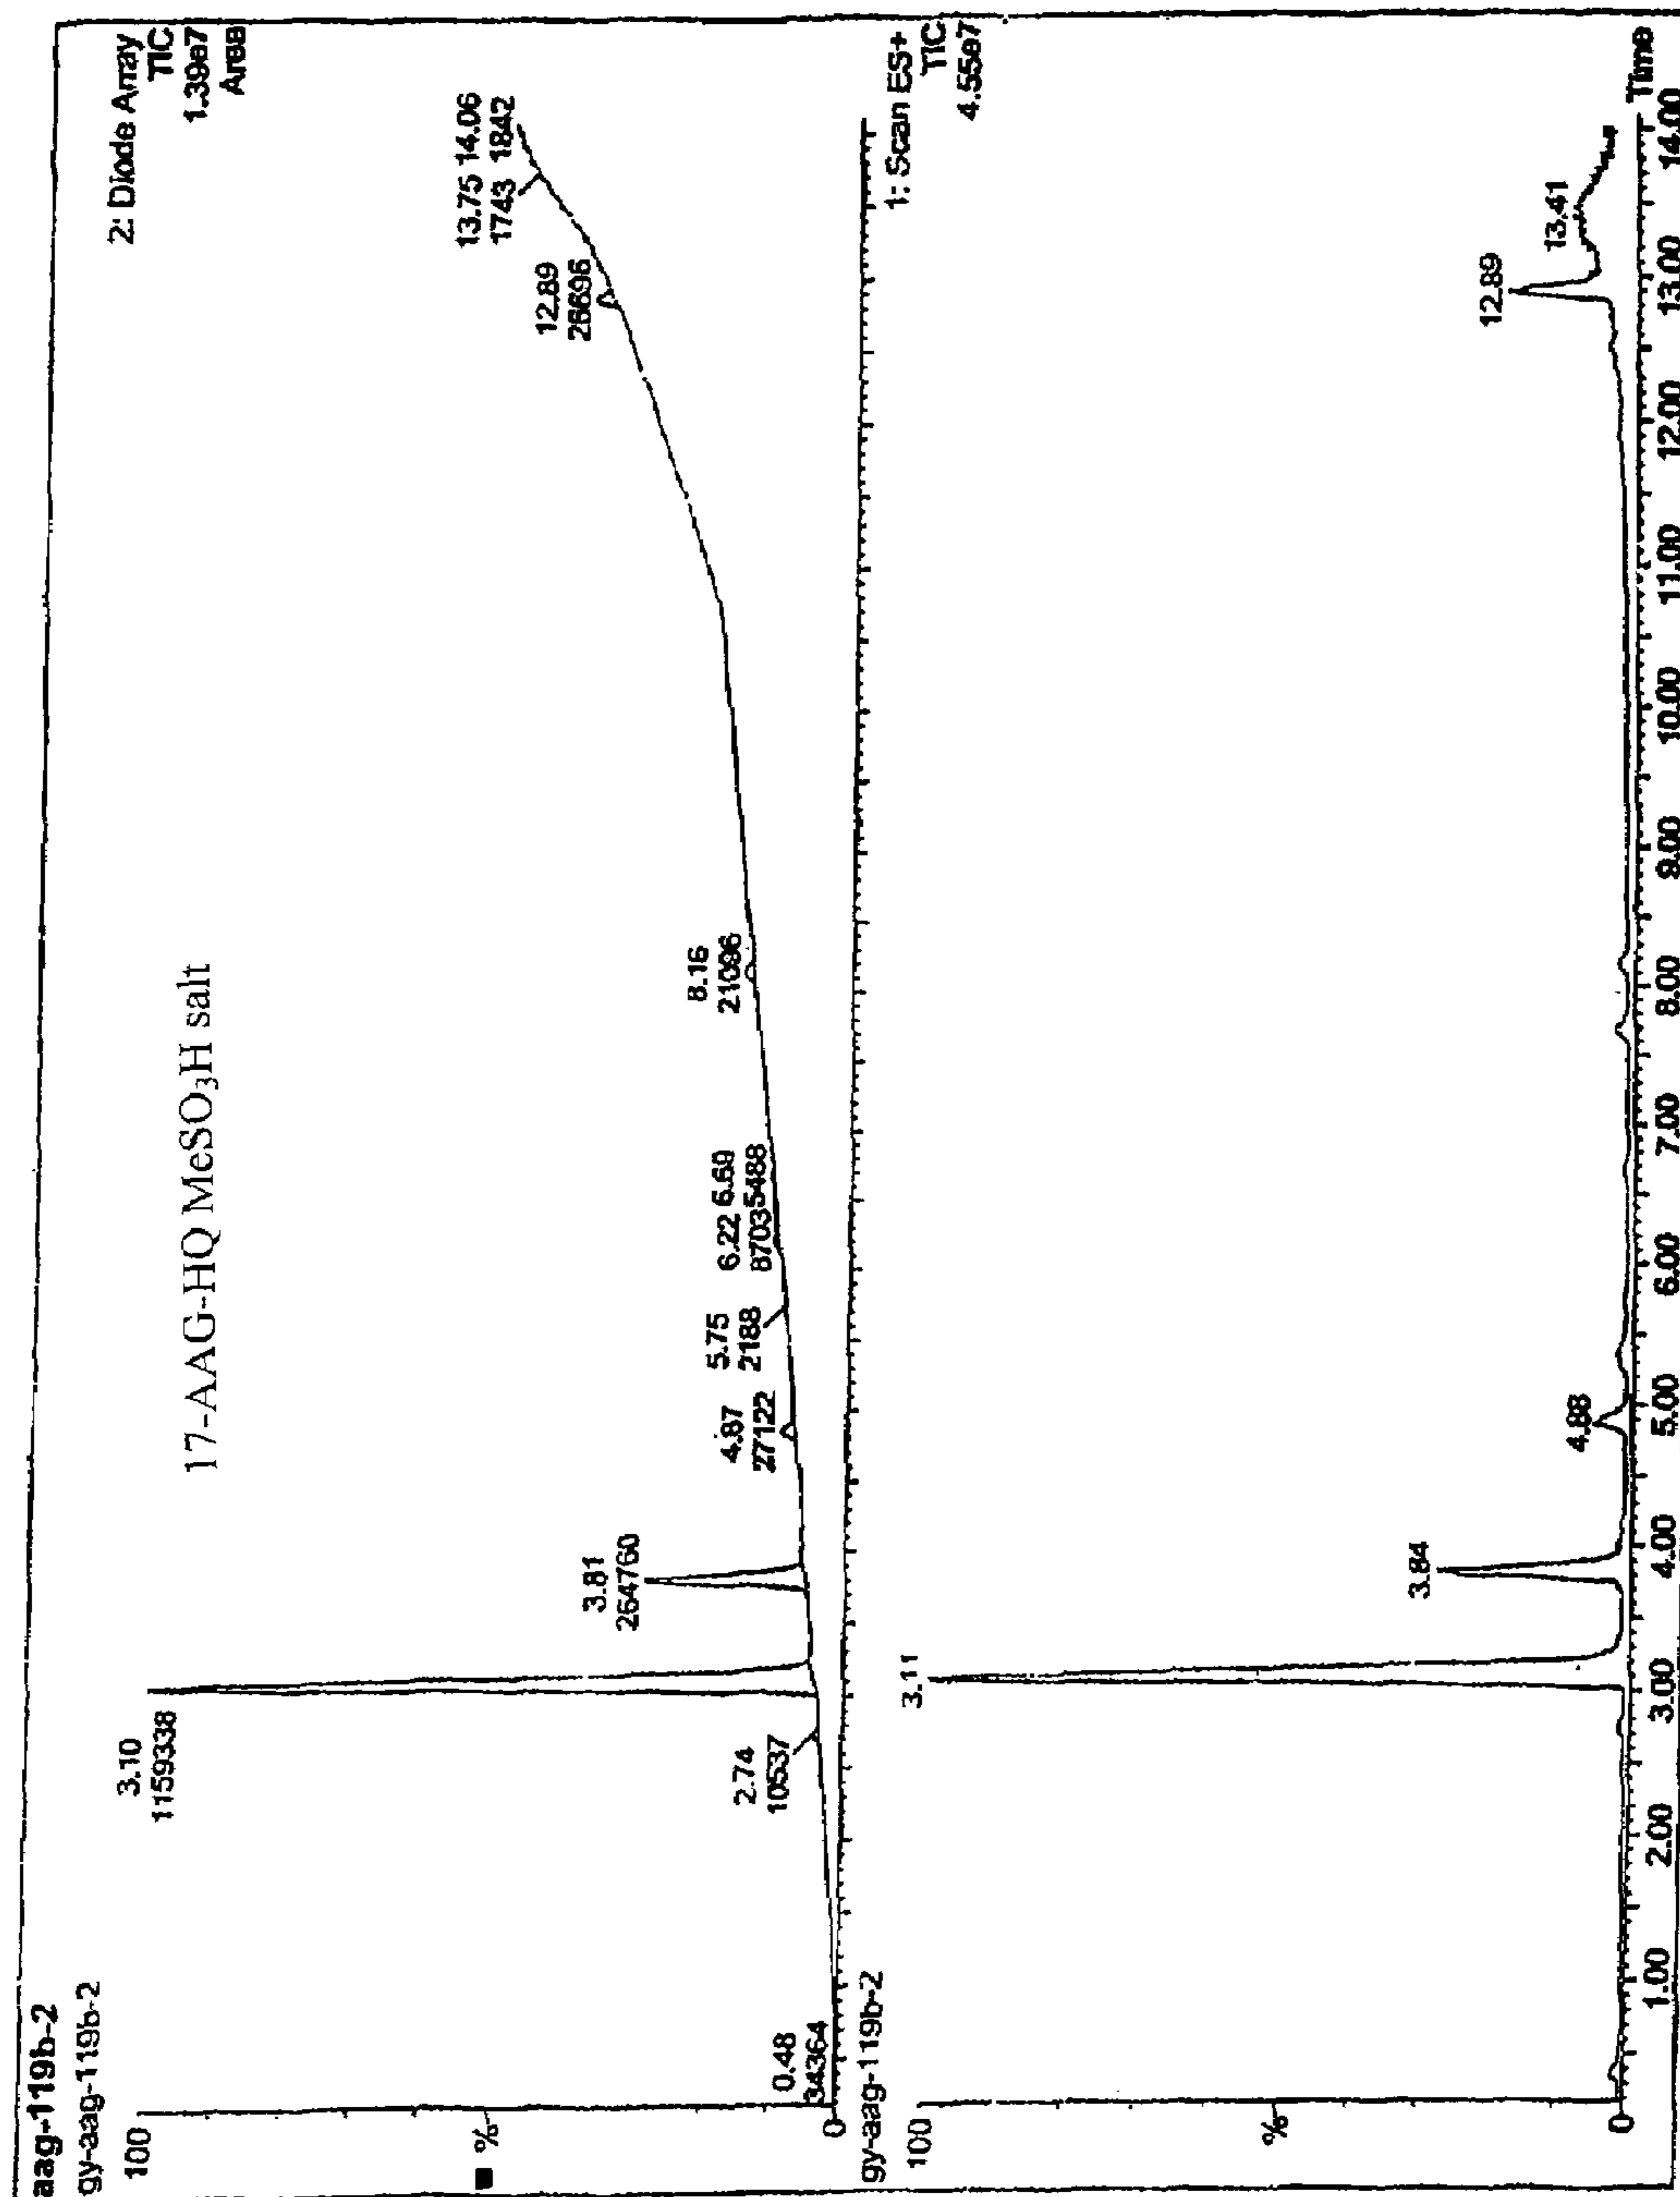 aag-119b-2
gy-aag-119b-2
2: Diode Array
TIC
1.39e7
Area
17-AAG-HQ MeSO₃H salt
100
%
0
0.48
34364
2.74
10537
3.10
1159338
3.81
264760
4.87
27122
5.75
2188
6.22 6.69
8703 5488
8.16
21096
12.89
26696
13.75 14.06
1743 1842
gy-aag-119b-2
1: Scan ES+
TIC
4.55e7
100
%
0
3.11
3.84
4.88
12.89
13.41
Time
1.00 2.00 3.00 4.00 5.00 6.00 7.00 8.00 9.00 10.00 11.00 12.00 13.00 14.00